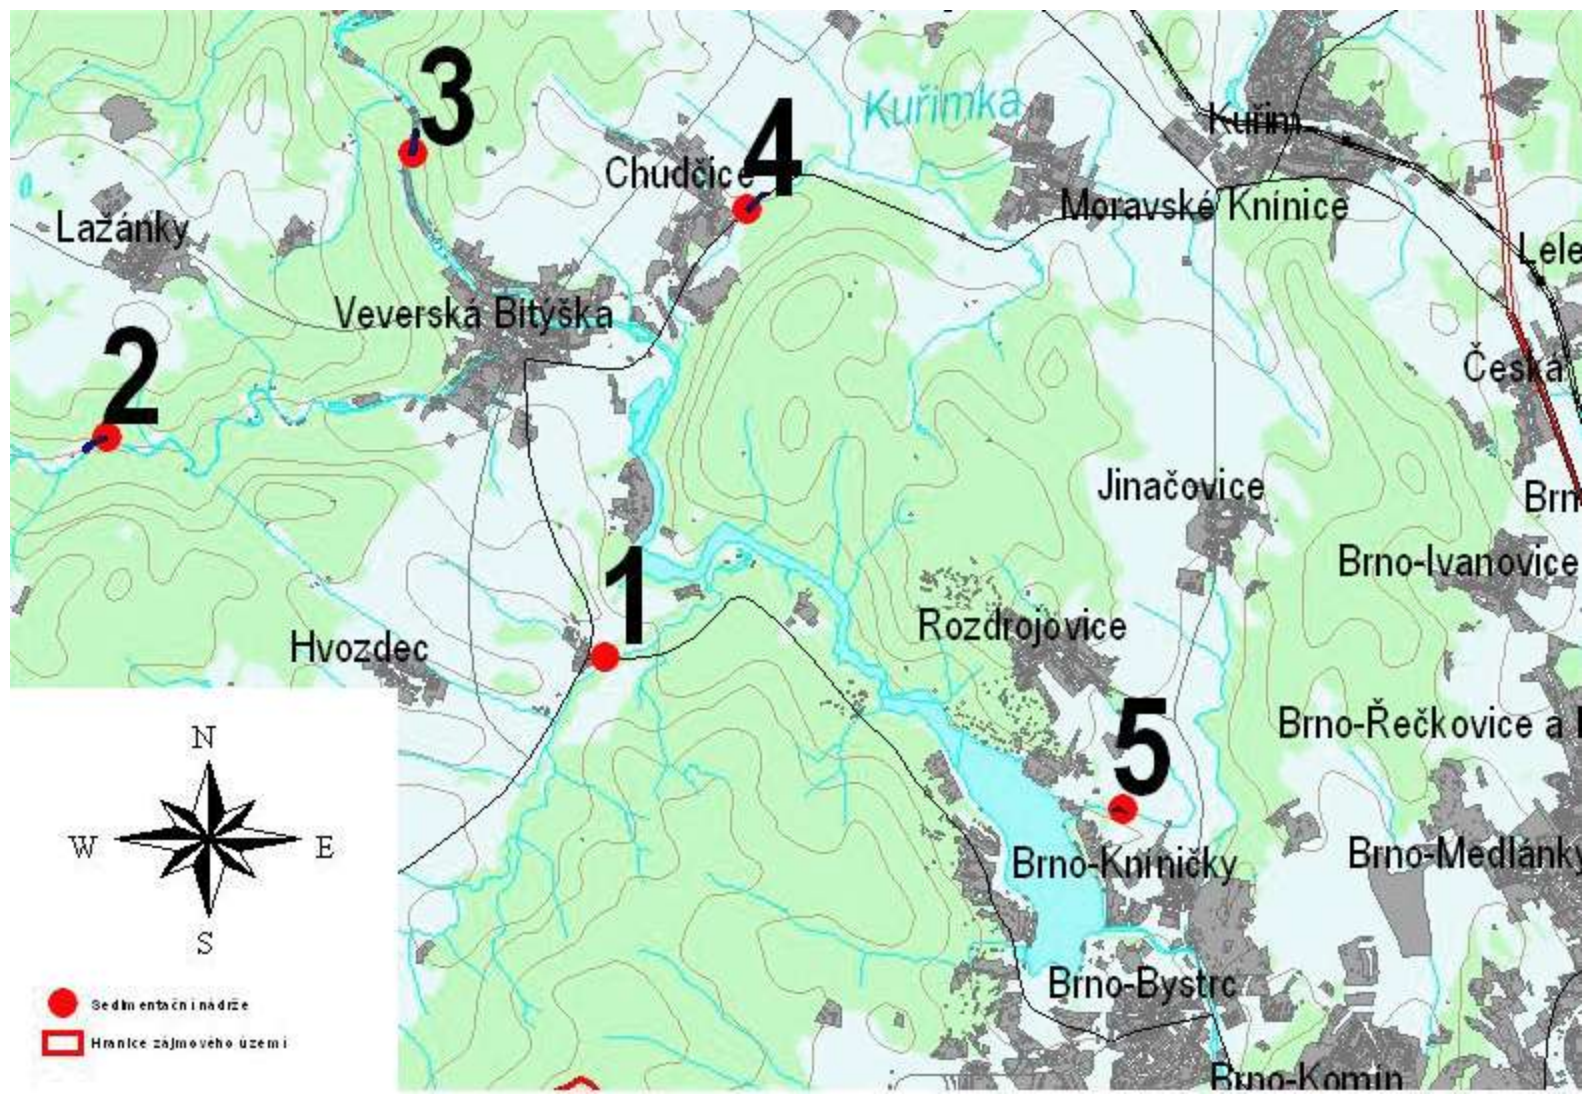 3
4
Kuřimka
Kuřim
Chudčice
Moravské Knínice
Lažánky
Lele
Veverská Bítýška
2
Česká
Jinačovice
Brn
1
Brno-Ivanovice
Rozdrojovice
Hvozdec
5
Brno-Řečkovice a
N
W
E
S
Brno-Kníničky
Brno-Medlánky
Brno-Bystrc
Sedimentační nádrže
Hranice zájmového území
Brno-Komín